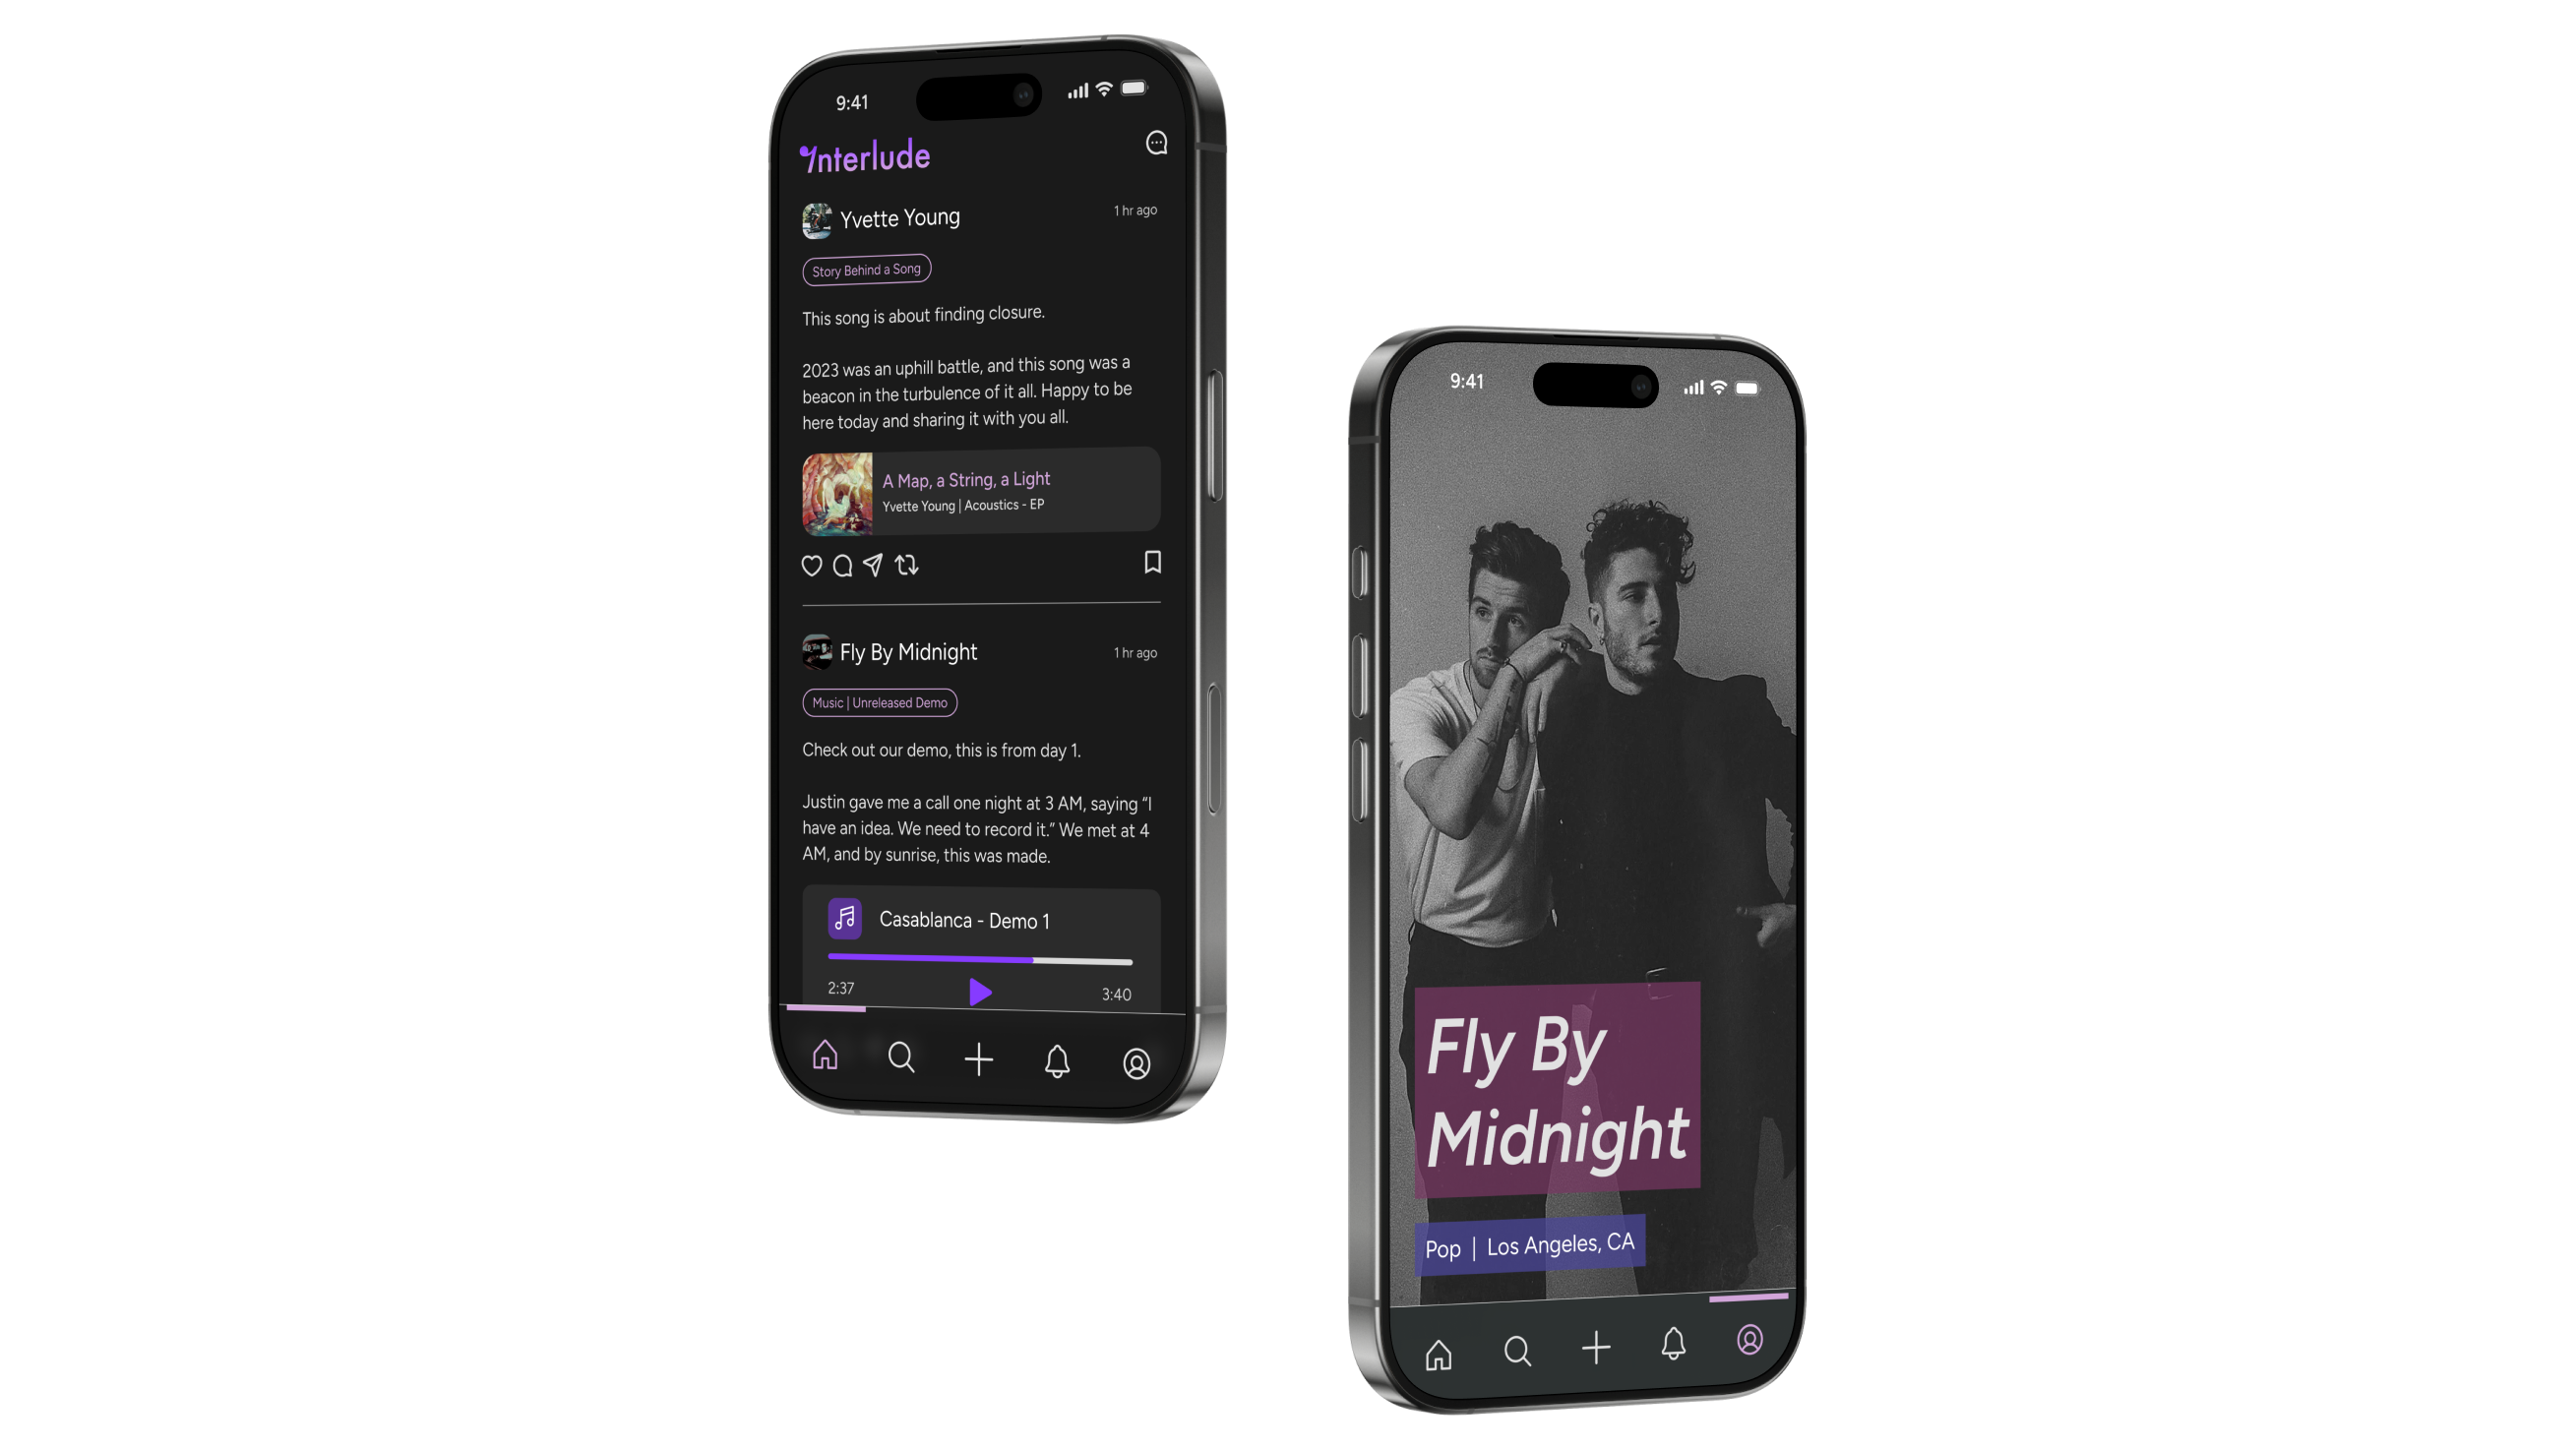 9:41
Interlude
Yvette Young
1 hr ago
Story Behind a Song
This song is about finding closure.
2023 was an uphill battle, and this song was a
beacon in the turbulence of it all. Happy to be
here today and sharing it with you all.
A Map, a String, a Light
Yvette Young | Acoustics - EP
Fly By Midnight
1 hr ago
Music | Unreleased Demo
Check out our demo, this is from day 1.
Justin gave me a call one night at 3 AM, saying “I
have an idea. We need to record it.” We met at 4
AM, and by sunrise, this was made.
Casablanca - Demo 1
2:37
3:40
9:41
Fly By
Midnight
Pop | Los Angeles, CA